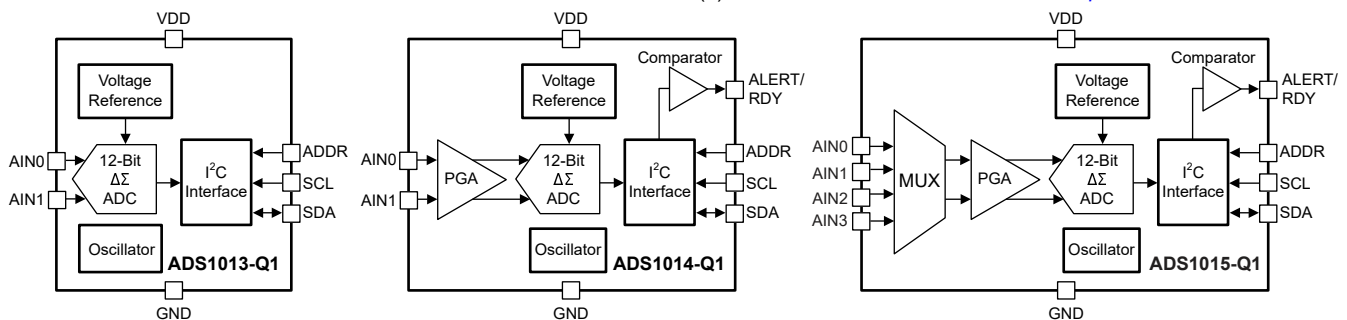 VDD
Voltage
Reference
AIN0
AIN1
12-Bit
ΔΣ
ADC
I²C
Interface
ADDR
SCL
SDA
Oscillator
ADS1013-Q1
GND
VDD
Comparator
ALERT/
RDY
Voltage
Reference
AIN0
AIN1
PGA
12-Bit
ΔΣ
ADC
I²C
Interface
ADDR
SCL
SDA
Oscillator
ADS1014-Q1
GND
VDD
Comparator
ALERT/
RDY
Voltage
Reference
AIN0
AIN1
AIN2
AIN3
MUX
PGA
12-Bit
ΔΣ
ADC
I²C
Interface
ADDR
SCL
SDA
Oscillator
ADS1015-Q1
GND